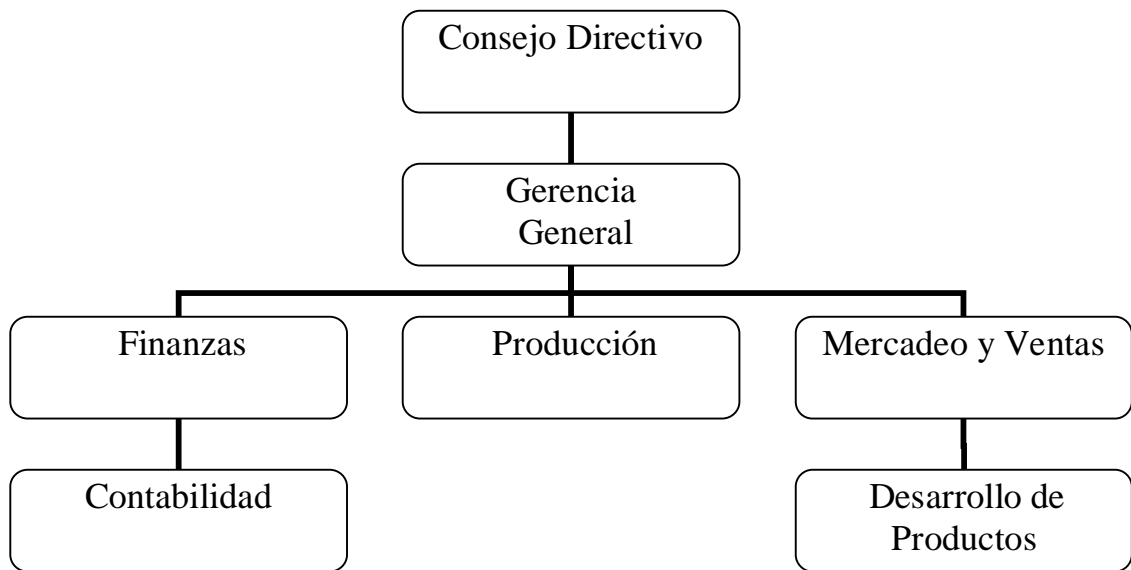 Consejo Directivo
Gerencia
General
Finanzas
Producción
Mercadeo y Ventas
Contabilidad
Desarrollo de
Productos